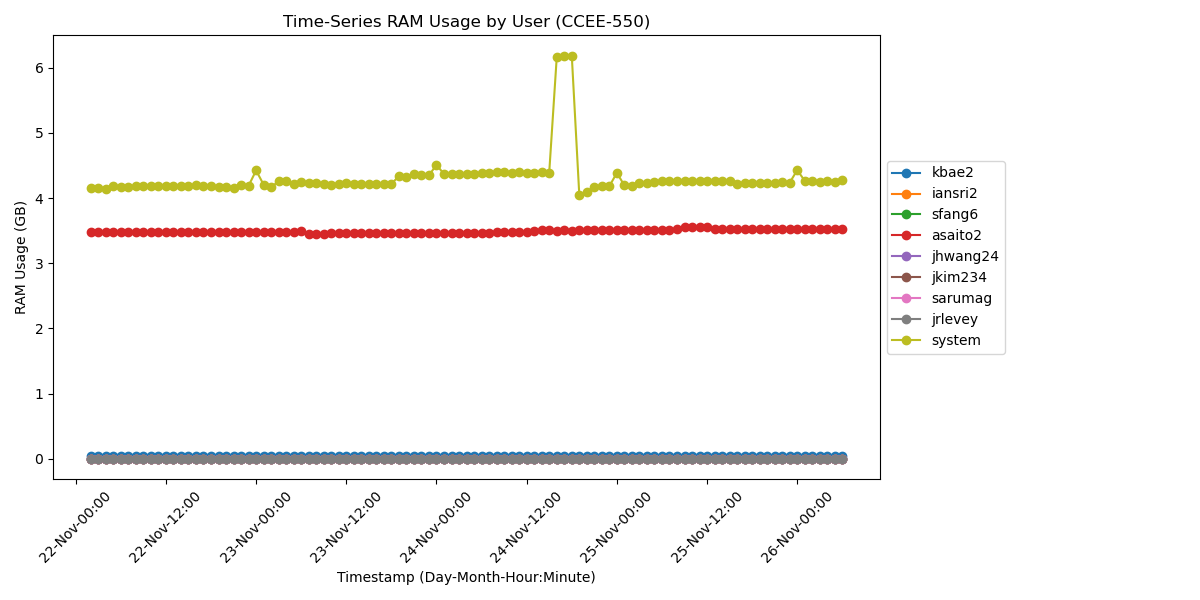 Time-Series RAM Usage by User (CCEE-550)
RAM Usage (GB)
6
5
4
3
2
1
0
22-Nov-00:00
22-Nov-12:00
23-Nov-00:00
23-Nov-12:00
24-Nov-00:00
24-Nov-12:00
25-Nov-00:00
25-Nov-12:00
26-Nov-00:00
Timestamp (Day-Month-Hour:Minute)
kbae2
iansri2
sfang6
asaito2
jhwang24
jkim234
sarumag
jrlevey
system